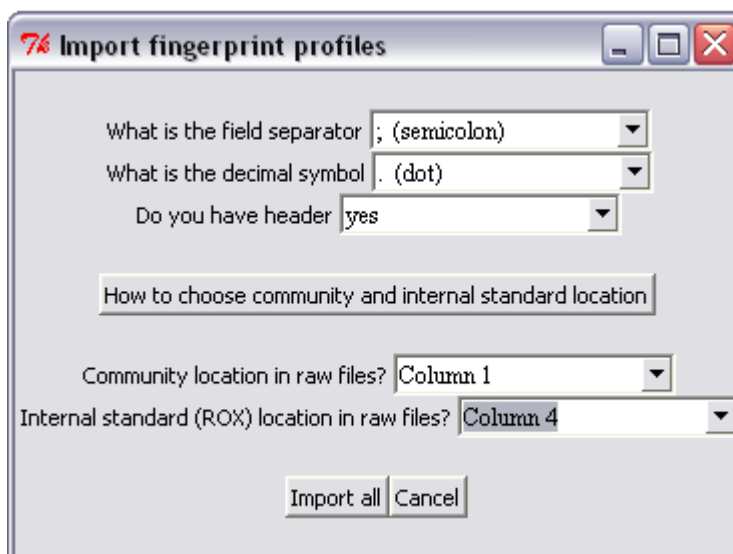 Import fingerprint profiles
What is the field separator ; (semicolon)
What is the decimal symbol . (dot)
Do you have header yes
How to choose community and internal standard location
Community location in raw files? Column 1
Internal standard (ROX) location in raw files? Column 4
Import all Cancel